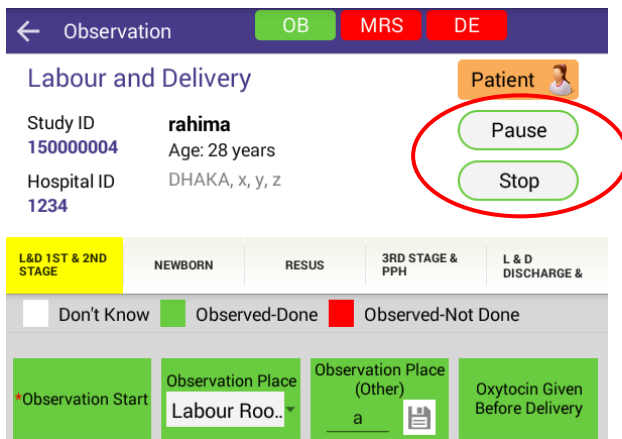 Observation
OB
MRS
DE
Labour and Delivery
Patient
Study ID
150000004
rahima
Age: 28 years
Pause
Hospital ID
1234
DHAKA, x, y, z
Stop
L&D 1ST & 2ND
STAGE
NEWBORN
RESUS
3RD STAGE &
PPH
L & D
DISCHARGE &
Don't Know
Observed-Done
Observed-Not Done
*Observation Start
Observation Place
Labour Roo..
Observation Place
(Other)
a
Oxytocin Given
Before Delivery